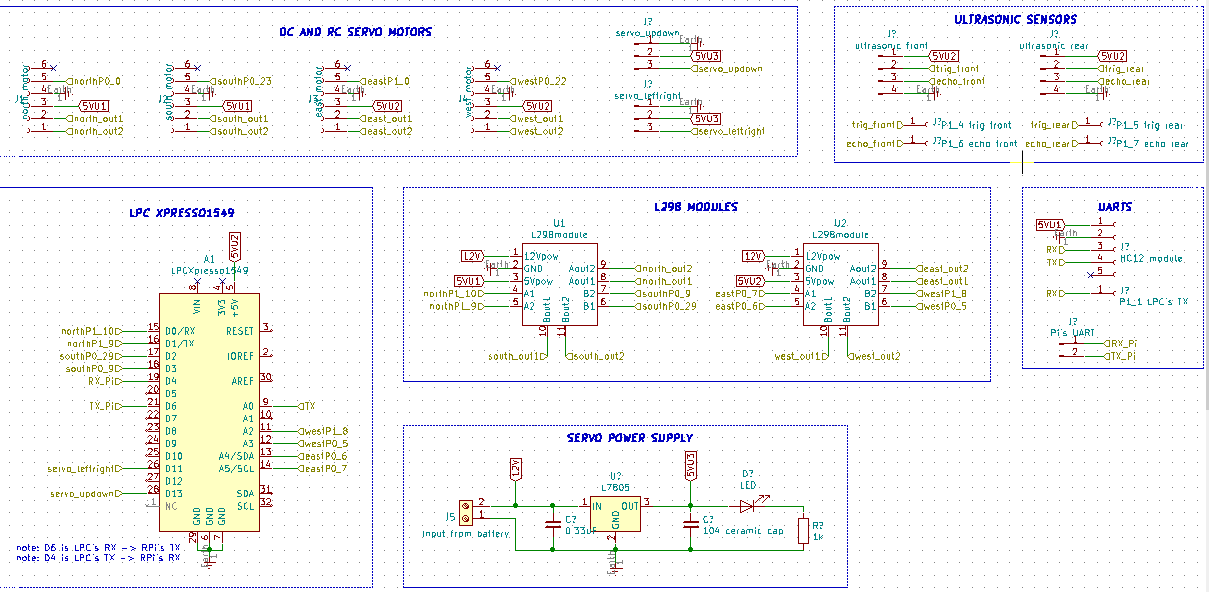 DC AND RC SERVO MOTORS
6
5 northP0_0
4 Earth
3 5VU1
2 north_out1
1 north_out2
north_motor
6
5 southP0_23
4 Earth
3 5VU1
2 south_out1
1 south_out2
J2
6
5 eastP1_0
4 Earth
3 5VU2
2 east_out1
1 east_out2
east_motor
6
5 westP0_22
4 Earth
3 5VU2
2 west_out1
1 west_out2
west_motor
J?
servo_updown
1 Earth
2 5VU3
3 servo_updown
J?
servo_leftright
1 Earth
2 5VU3
3 servo_leftright
ULTRASONIC SENSORS
J?
ultrasonic front
1 5VU2
2 trig_front
3 echo_front
4 Earth
J?
ultrasonic rear
1 5VU2
2 trig_rear
3 echo_rear
4 Earth
trig_front 1 J? P1_4 trig front
echo_front 1 J? P1_6 echo front
trig_rear 1 J? P1_5 trig rear
echo_rear 1 J? P1_7 echo rear
LPC XPRESSO1549
5VU2
A1
LPCXpresso1549
8 4 5
VIN 3V3 +5V
northP1_10 15 D0/RX
northP1_9 16 D1/TX
southP0_29 17 D2
southP0_9 18 D3
RX_Pi 19 D4
20 D5
TX_Pi 21 D6
22 D7
23 D8
24 D9
25 D10
servo_leftright 26 D11
27 D12
servo_updown 28 D13
1 NC
RESET 3
IOREF 2
AREF 30
A0 9 TX
A1 10
A2 11 westP1_8
A3 12 westP0_5
A4/SDA 13 eastP0_6
A5/SCL 14 eastP0_7
SDA 31
SCL 32
GND GND GND
29 6 7
Earth
note: D6 is LPC's RX -> RPi's TX
note: D4 is LPC's TX -> RPi's RX
L298 MODULES
U1
L298module
12V 1 12Vpow
Earth 2 GND
5VU1 3 5Vpow
northP1_10 4 A1
northP1_9 5 A2
Aout2 9 north_out2
Aout1 8 north_out1
B2 7 southP0_9
B1 6 southP0_29
Bout1 Bout2
10 11
south_out1 south_out2
U2
L298module
12V 1 12Vpow
Earth 2 GND
5VU2 3 5Vpow
eastP0_7 4 A1
eastP0_6 5 A2
Aout2 9 east_out2
Aout1 8 east_out1
B2 7 westP1_8
B1 6 westP0_5
Bout1 Bout2
10 11
west_out1 west_out2
UARTS
5VU1 1
Earth 2
RX 3
TX 4
5
J?
HC12 module
RX 1 J?
P1_1 LPC's TX
J?
Pi's UART
1 RX_Pi
2 TX_Pi
SERVO POWER SUPPLY
12V
J5
2
1
Input from battery
C?
0.33uF
U?
L7805
1 IN OUT 3
GND
2
Earth
5VU3
C?
104 ceramic cap
D?
LED
R?
1k